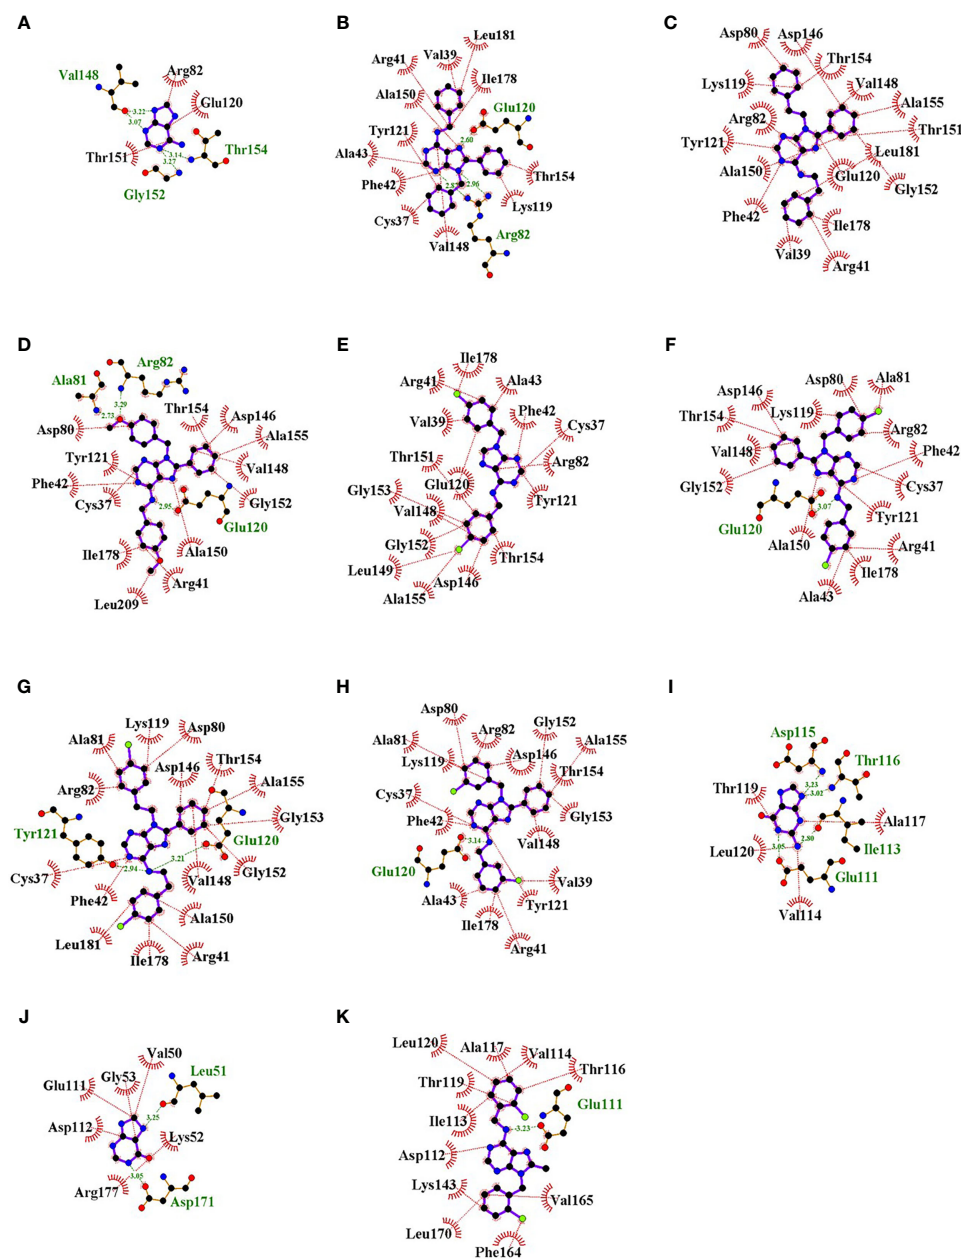 A
Val148
Arg82
3.22
3.07
Glu120
Thr151
3.14
3.27
Thr154
Gly152
B
Leu181
Val39
Arg41
Ile178
Ala150
Glu120
Tyr121
2.60
Ala43
Phe42
Thr154
2.96
Cys37
Lys119
Val148
Arg82
C
Asp80
Asp146
Thr154
Lys119
Val148
Ala155
Arg82
Thr151
Tyr121
Leu181
Ala150
Glu120
Gly152
Phe42
Ile178
Val39
Arg41
D
Arg82
Ala81
3.29
2.73
Thr154
Asp80
Asp146
Ala155
Tyr121
Val148
Phe42
Gly152
Cys37
2.95
Glu120
Ile178
Ala150
Arg41
Leu209
E
Ile178
Arg41
Ala43
Val39
Phe42
Cys37
Thr151
Arg82
Glu120
Gly153
Tyr121
Val148
Gly152
Thr154
Leu149
Asp146
Ala155
F
Ala81
Asp80
Asp146
Lys119
Thr154
Arg82
Val148
Phe42
Gly152
Cys37
3.07
Glu120
Tyr121
Ala150
Arg41
Ile178
Ala43
G
Lys119
Asp80
Ala81
Thr154
Asp146
Ala155
Arg82
Gly153
Tyr121
Glu120
3.21
2.94
Gly152
Cys37
Val148
Phe42
Ala150
Leu181
Ile178
Arg41
H
Asp80
Gly152
Arg82
Ala81
Asp146
Ala155
Lys119
Thr154
Cys37
Gly153
Phe42
Val148
3.14
Glu120
Val39
Ala43
Tyr121
Ile178
Arg41
I
Asp115
Thr116
3.23
3.02
Thr119
Ala117
2.80
Leu120
3.05
Ile113
Glu111
Val114
J
Val50
Gly53
Leu51
Glu111
3.25
Asp112
Lys52
3.05
Arg177
Asp171
K
Leu120
Ala117
Val114
Thr116
Thr119
Glu111
Ile113
3.23
Asp112
Lys143
Val165
Leu170
Phe164